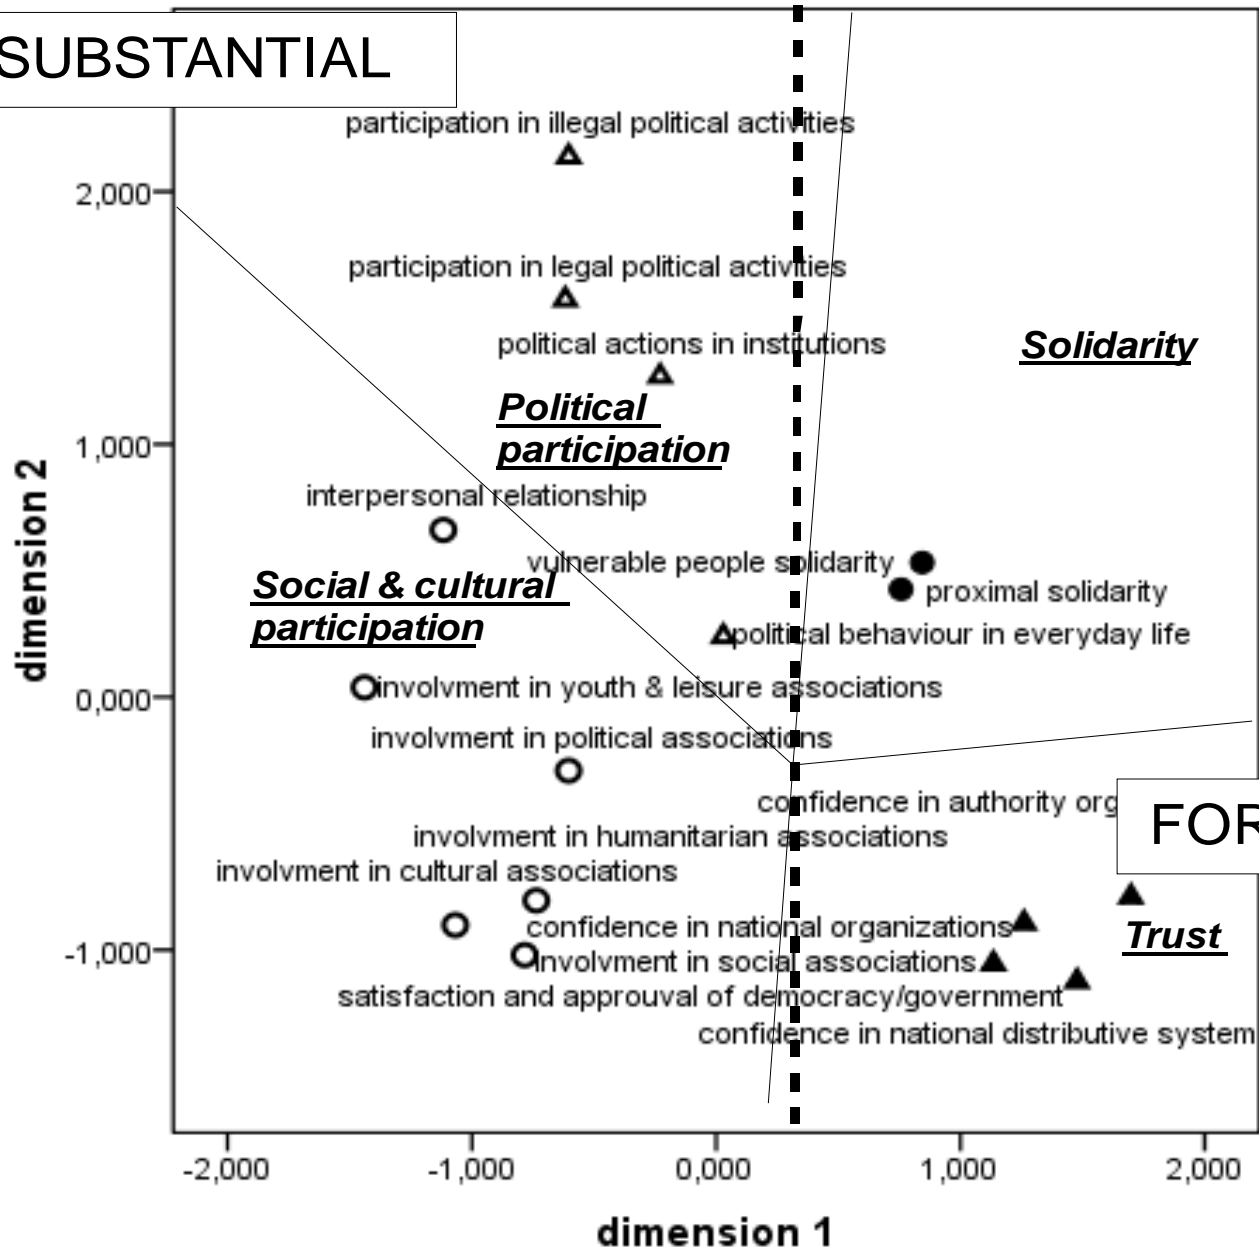 SUBSTANTIAL
participation in illegal political activities
2,000
participation in legal political activities
political actions in institutions
Solidarity
Political
participation
1,000
interpersonal relationship
vulnerable people solidarity
proximal solidarity
Social & cultural
participation
political behaviour in everyday life
0,000
involvment in youth & leisure associations
involvment in political associations
confidence in authority org
FOR
involvment in humanitarian associations
involvment in cultural associations
confidence in national organizations
Trust
-1,000
involvment in social associations
satisfaction and approuval of democracy/government
confidence in national distributive system
-2,000 -1,000 0,000 1,000 2,000
dimension 1
dimension 2